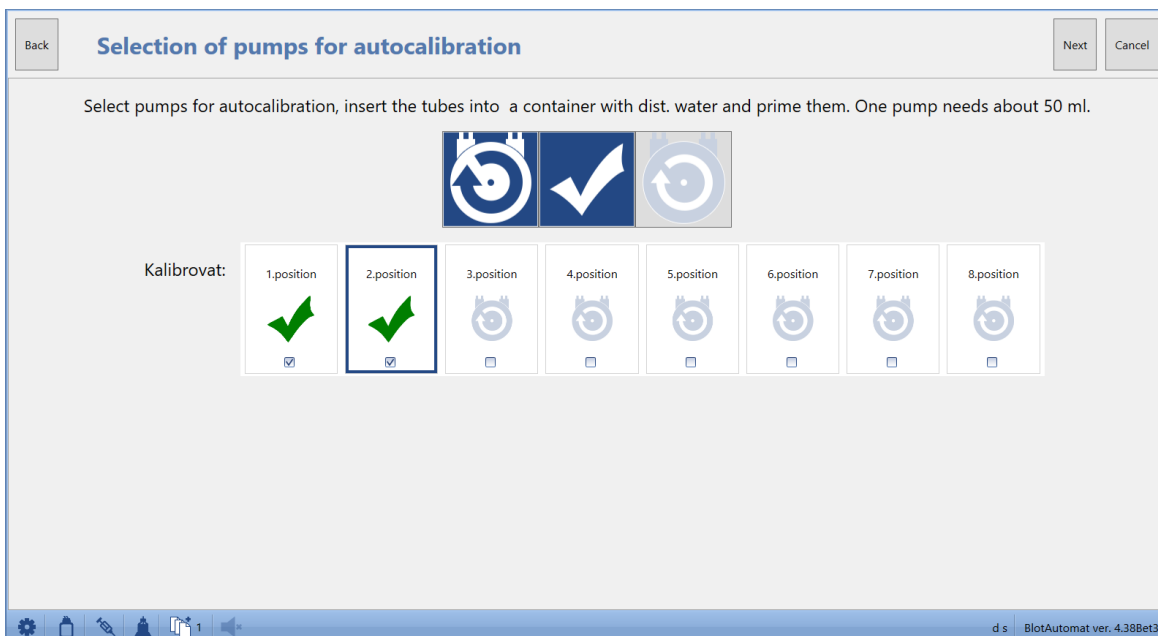 Back
Selection of pumps for autocalibration
Next
Cancel
Select pumps for autocalibration, insert the tubes into a container with dist. water and prime them. One pump needs about 50 ml.
Kalibrovat:
1.position
2.position
3.position
4.position
5.position
6.position
7.position
8.position
1
d s
BlotAutomat ver. 4.38Bet3